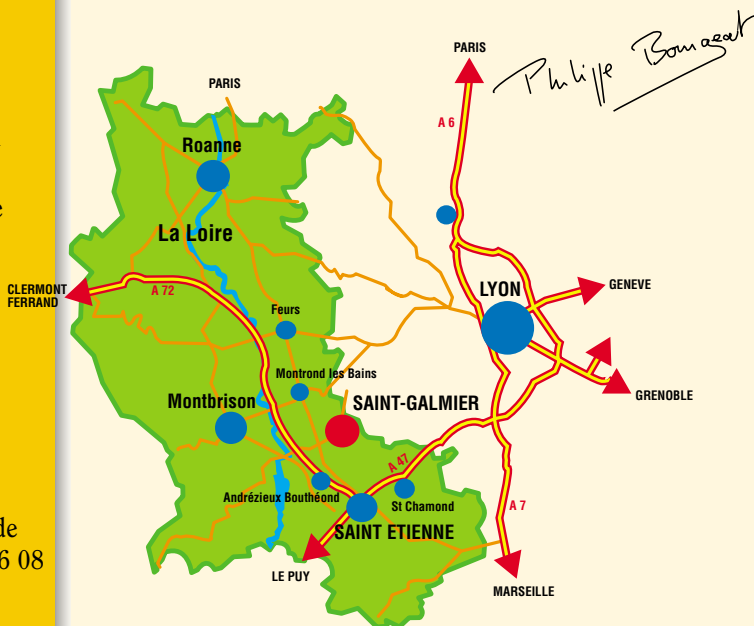 Philippe
PARIS
PARIS
A 6
Roanne
La Loire
CLERMONT
FERRAND
A 72
LYON
GENEVE
Feurs
Montrond les Bains
GRENOBLE
Montbrison
SAINT-GALMIER
A 47
Andrézieux Bouthéond
St Chamond
A 7
SAINT ETIENNE
de
6 08
LE PUY
MARSEILLE